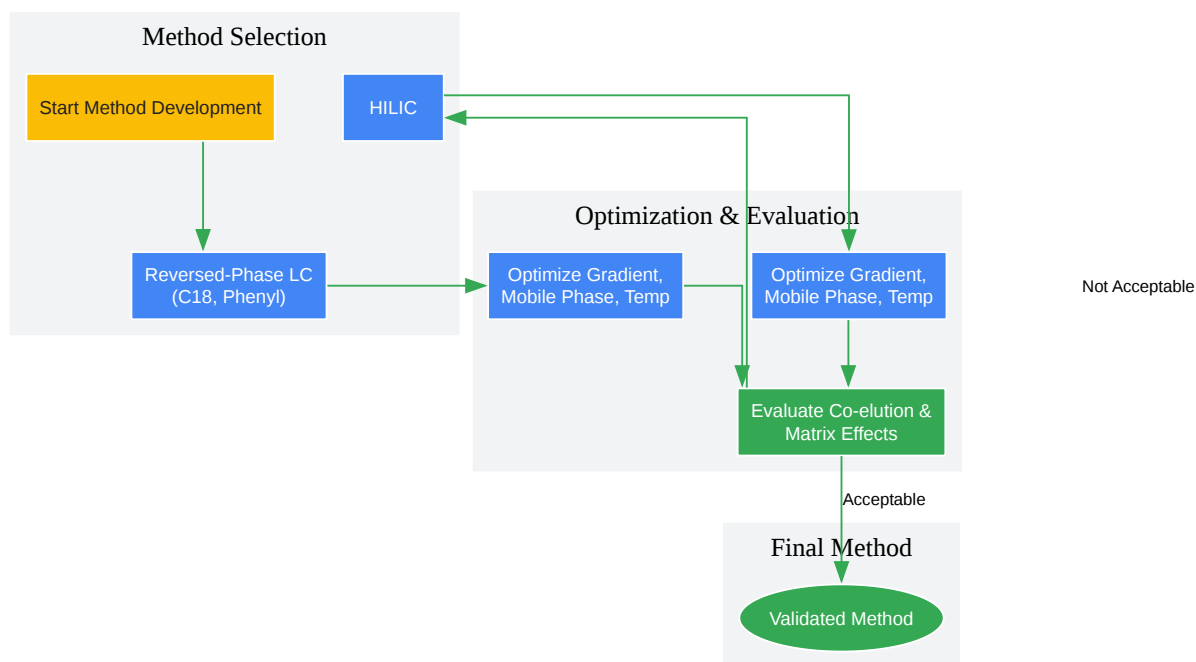 Method Selection
Start Method Development
HILIC
Reversed-Phase LC
(C18, Phenyl)
Optimization & Evaluation
Optimize Gradient,
Mobile Phase, Temp
Optimize Gradient,
Mobile Phase, Temp
Not Acceptable
Evaluate Co-elution &
Matrix Effects
Acceptable
Final Method
Validated Method